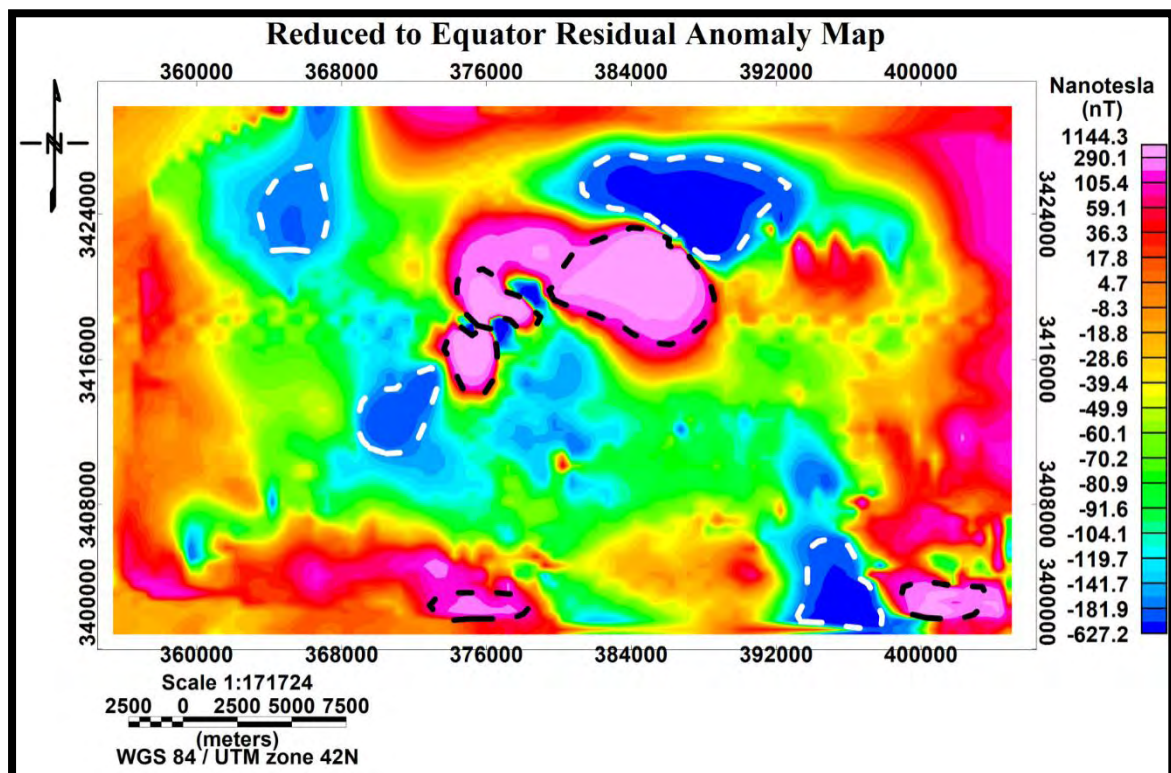 Reduced to Equator Residual Anomaly Map
360000 368000 376000 384000 392000 400000
N
3424000
3416000
3408000
3400000
3424000
3416000
3408000
3400000
Nanotesla
(nT)
1144.3
290.1
105.4
59.1
36.3
17.8
4.7
-8.3
-18.8
-28.6
-39.4
-49.9
-60.1
-70.2
-91.6
-104.1
-119.7
-141.7
-181.9
-627.2
360000 368000 376000 384000 392000 400000
Scale 1:171724
2500 0 2500 5000 7500
(meters)
WGS 84 / UTM zone 42N